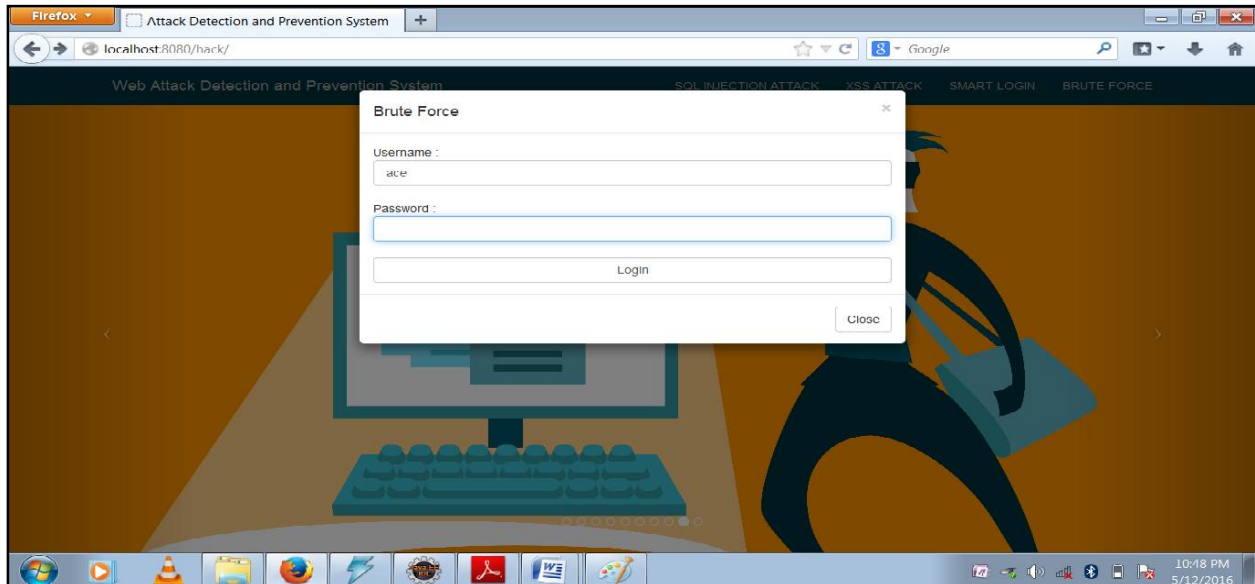 Firefox
Attack Detection and Prevention System
+
localhost:8080/hack/
Google
Web Attack Detection and Prevention System SQL INJECTION ATTACK XSS ATTACK SMART LOGIN BRUTE FORCE
Brute Force
×
Username :
ace
Password :
Login
Close
10:48 PM
5/12/2016